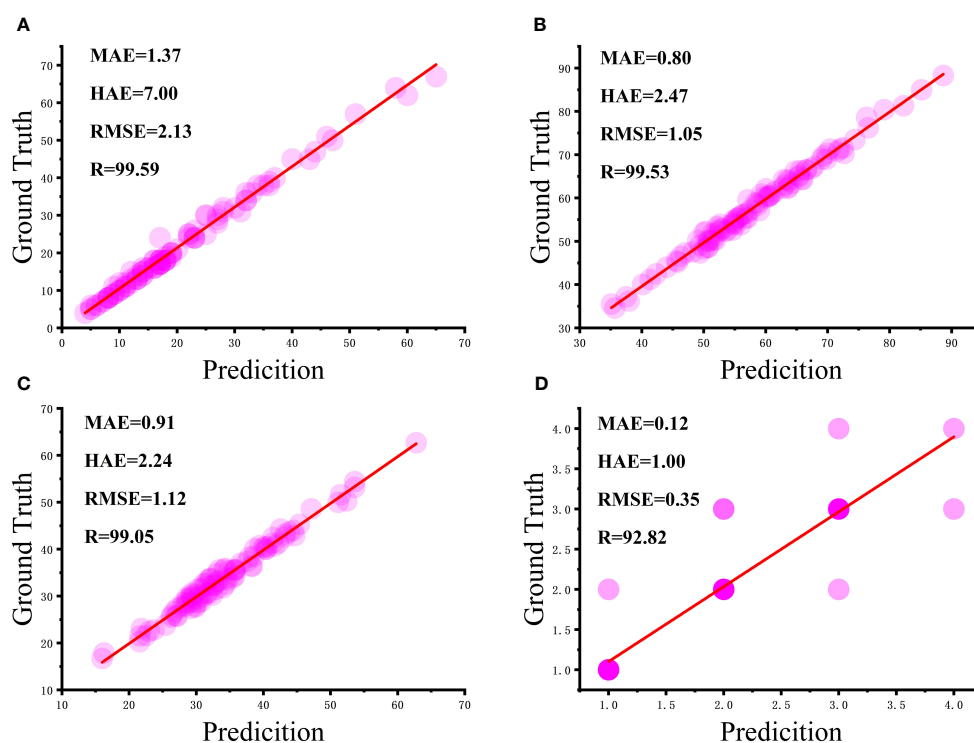 A
MAE=1.37
HAE=7.00
RMSE=2.13
R=99.59
Ground Truth
70
60
50
40
30
20
10
0
0 10 20 30 40 50 60 70
Predicition
B
MAE=0.80
HAE=2.47
RMSE=1.05
R=99.53
Ground Truth
90
80
70
60
50
40
30
30 40 50 60 70 80 90
Predicition
C
MAE=0.91
HAE=2.24
RMSE=1.12
R=99.05
Ground Truth
70
60
50
40
30
20
10
10 20 30 40 50 60 70
Predicition
D
MAE=0.12
HAE=1.00
RMSE=0.35
R=92.82
Ground Truth
4.0
3.5
3.0
2.5
2.0
1.5
1.0
1.0 1.5 2.0 2.5 3.0 3.5 4.0
Predicition